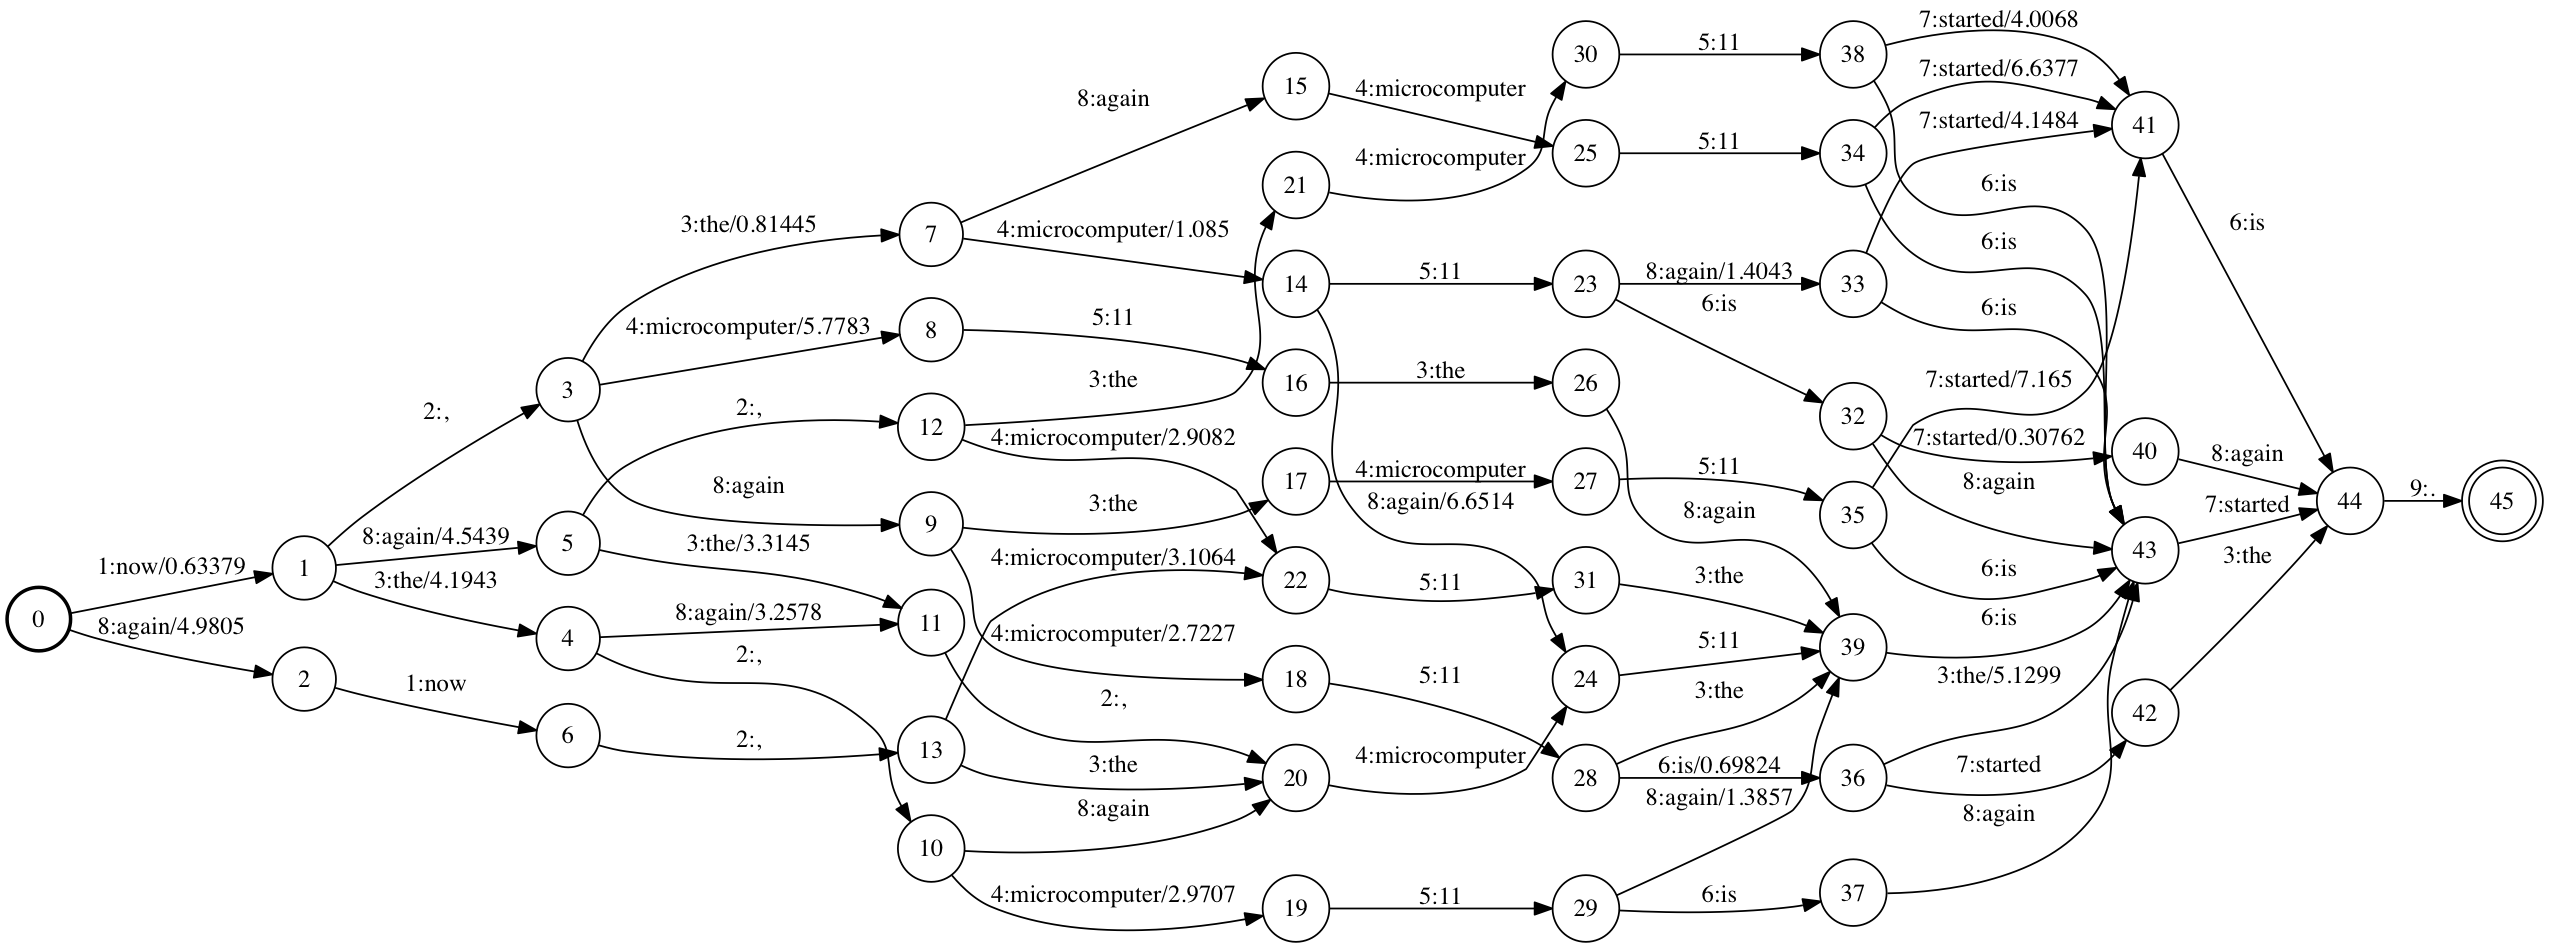 0
1:now/0.63379
8:again/4.9805
1
2
2:,
8:again/4.5439
3:the/4.1943
1:now
3
5
4
6
3:the/0.81445
4:microcomputer/5.7783
8:again
2:,
3:the/3.3145
8:again/3.2578
2:,
2:,
7
8
12
9
11
13
10
8:again
4:microcomputer/1.085
5:11
3:the
4:microcomputer/2.9082
3:the
4:microcomputer/3.1064
4:microcomputer/2.7227
2:,
3:the
8:again
4:microcomputer/2.9707
15
21
14
16
17
22
18
20
19
4:microcomputer
4:microcomputer
5:11
3:the
4:microcomputer
8:again/6.6514
5:11
5:11
4:microcomputer
5:11
30
25
23
26
27
31
24
28
29
5:11
5:11
8:again/1.4043
6:is
5:11
8:again
3:the
5:11
3:the
6:is/0.69824
8:again/1.3857
6:is
38
34
33
32
35
39
36
37
7:started/4.0068
7:started/6.6377
7:started/4.1484
6:is
6:is
6:is
7:started/7.165
7:started/0.30762
8:again
6:is
6:is
3:the/5.1299
7:started
8:again
41
40
43
42
6:is
8:again
7:started
3:the
44
9:.
45